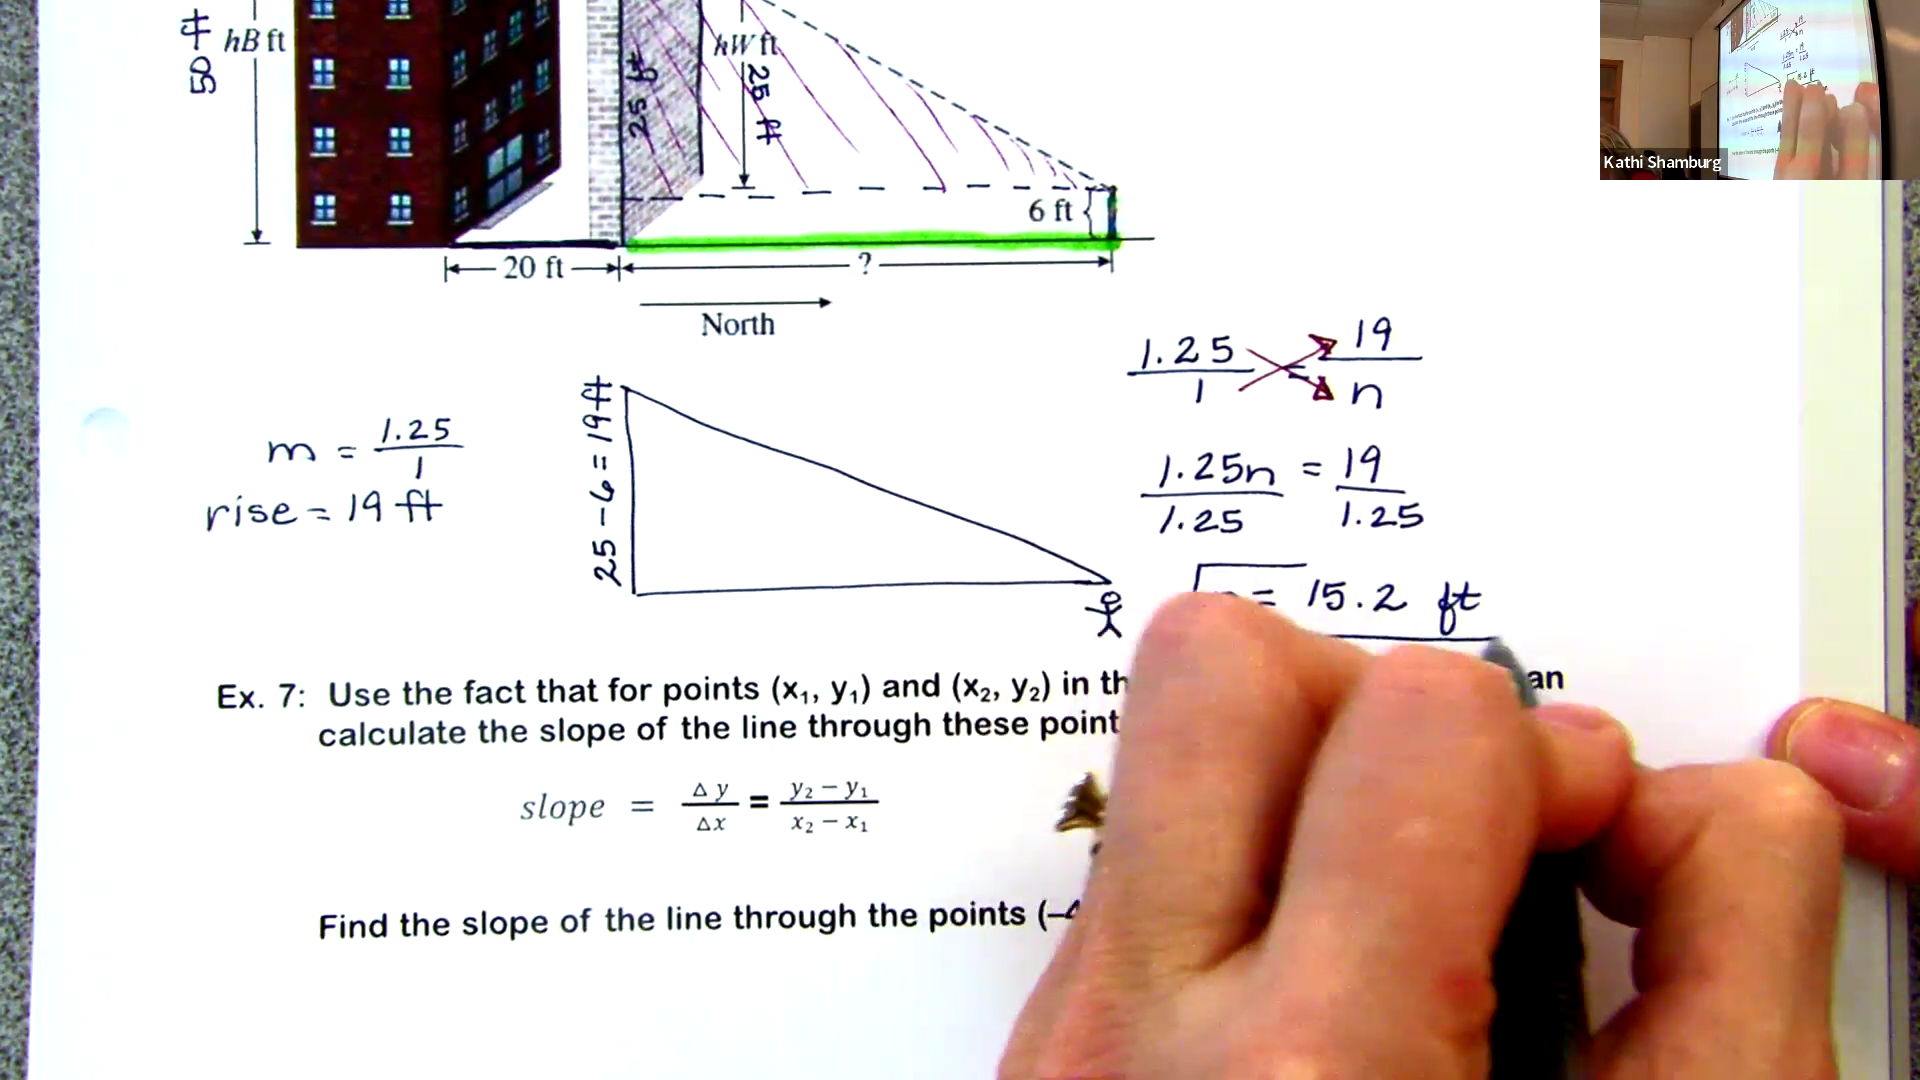 50 ft
hB ft
25 ft
hW ft
25 ft
6 ft
20 ft
?
North
Kathi Shamburg
m = 1.25 / 1
rise = 19 ft
25 - 6 = 19 ft
1.25 / 1 = 19 / n
1.25n / 1.25 = 19 / 1.25
= 15.2 ft
Ex. 7: Use the fact that for points (x₁, y₁) and (x₂, y₂) in an
calculate the slope of the line through these
slope = Δy / Δx = y₂ − y₁ / x₂ − x₁
Find the slope of the line through the points